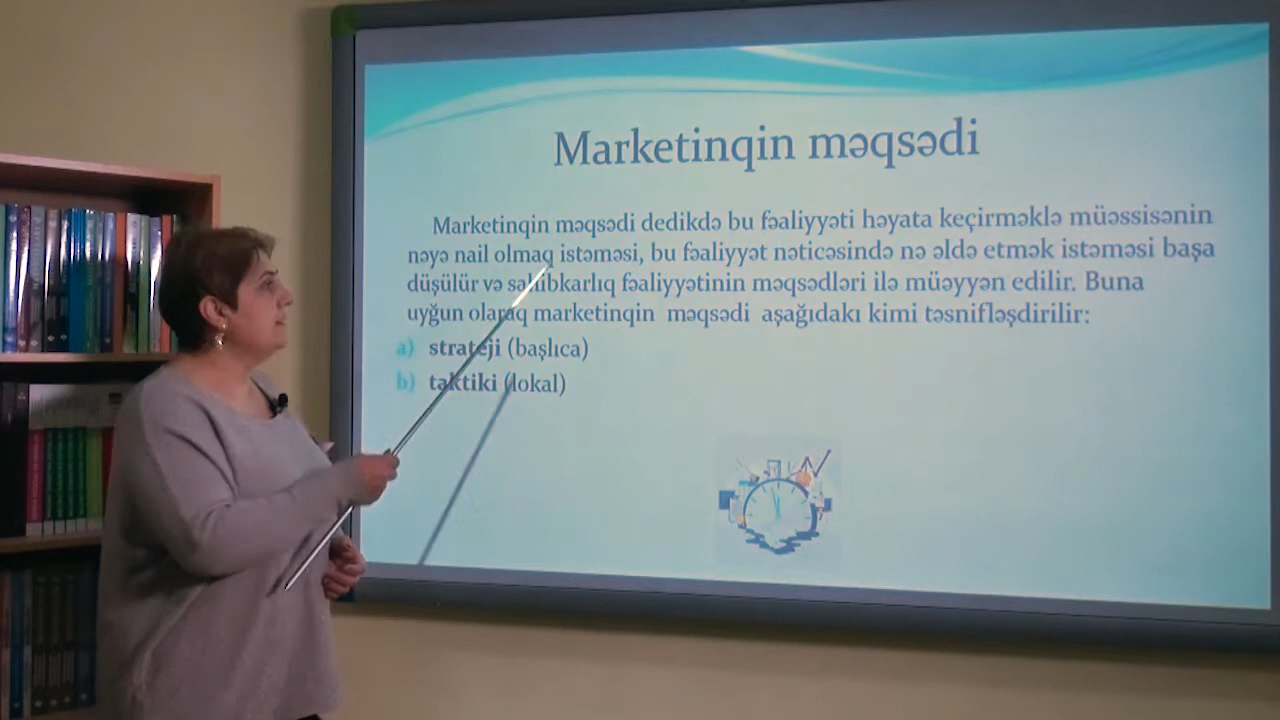 Marketinqin məqsədi
Marketinqin məqsədi dedikdə bu fəaliyyəti həyata keçirməklə müəssisənin
nəyə nail olmaq istəməsi, bu fəaliyyət nəticəsində nə əldə etmək istəməsi başa
düşülür və sahibkarlıq fəaliyyətinin məqsədləri ilə müəyyən edilir. Buna
uyğun olaraq marketinqin məqsədi aşağıdakı kimi təsnifləşdirilir:
a) strateji (başlıca)
b) taktiki (lokal)